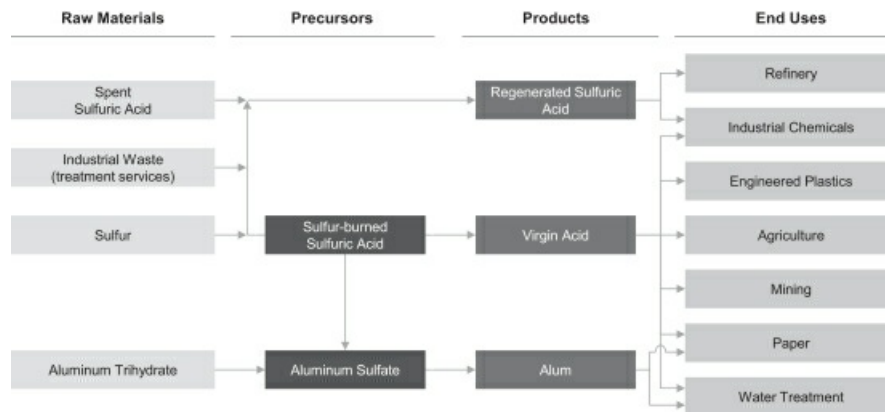 Raw Materials
Precursors
Products
End Uses
Spent
Sulfuric Acid
Industrial Waste
(treatment services)
Sulfur
Aluminum Trihydrate
Sulfur-burned
Sulfuric Acid
Aluminum Sulfate
Regenerated Sulfuric
Acid
Virgin Acid
Alum
Refinery
Industrial Chemicals
Engineered Plastics
Agriculture
Mining
Paper
Water Treatment